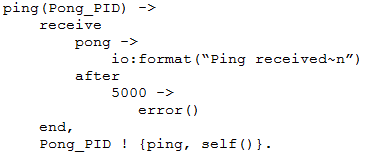 ping(Pong_PID) ->
    receive
        pong ->
            io:format(“Ping received~n”)
        after
            5000 ->
               error()
    end,
    Pong_PID ! {ping, self()}.